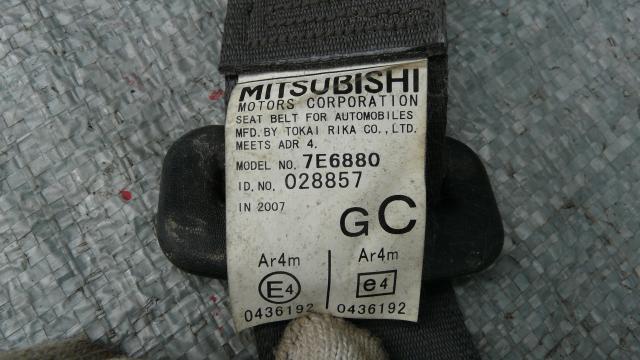 MITSUBISHI
MOTORS CORPORATION
SEAT BELT FOR AUTOMOBILES
MFD.BY TOKAI RIKA CO.,LTD.
MEETS ADR 4.
MODEL NO. 7E6880
ID.NO. 028857
IN 2007
GC
Ar4m Ar4m
E4 e4
0436192 0436192